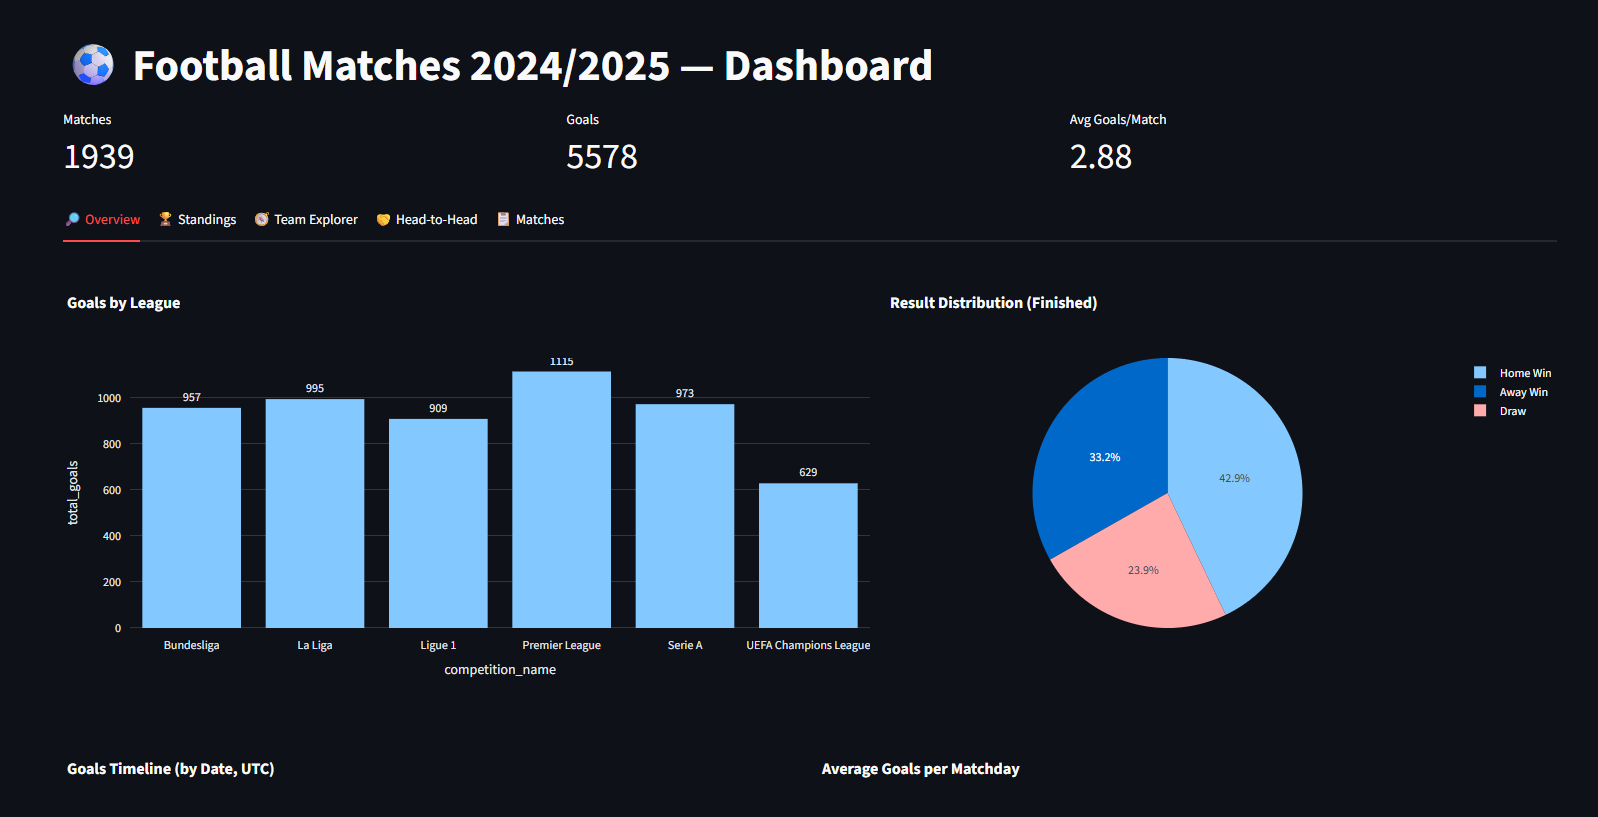 Football Matches 2024/2025 — Dashboard
Matches
1939
Goals
5578
Avg Goals/Match
2.88
Overview
Standings
Team Explorer
Head-to-Head
Matches
Goals by League
total_goals
1000
800
600
400
200
0
957
995
909
1115
973
629
Bundesliga
La Liga
Ligue 1
Premier League
Serie A
UEFA Champions League
competition_name
Result Distribution (Finished)
33.2%
42.9%
23.9%
Home Win
Away Win
Draw
Goals Timeline (by Date, UTC)
Average Goals per Matchday